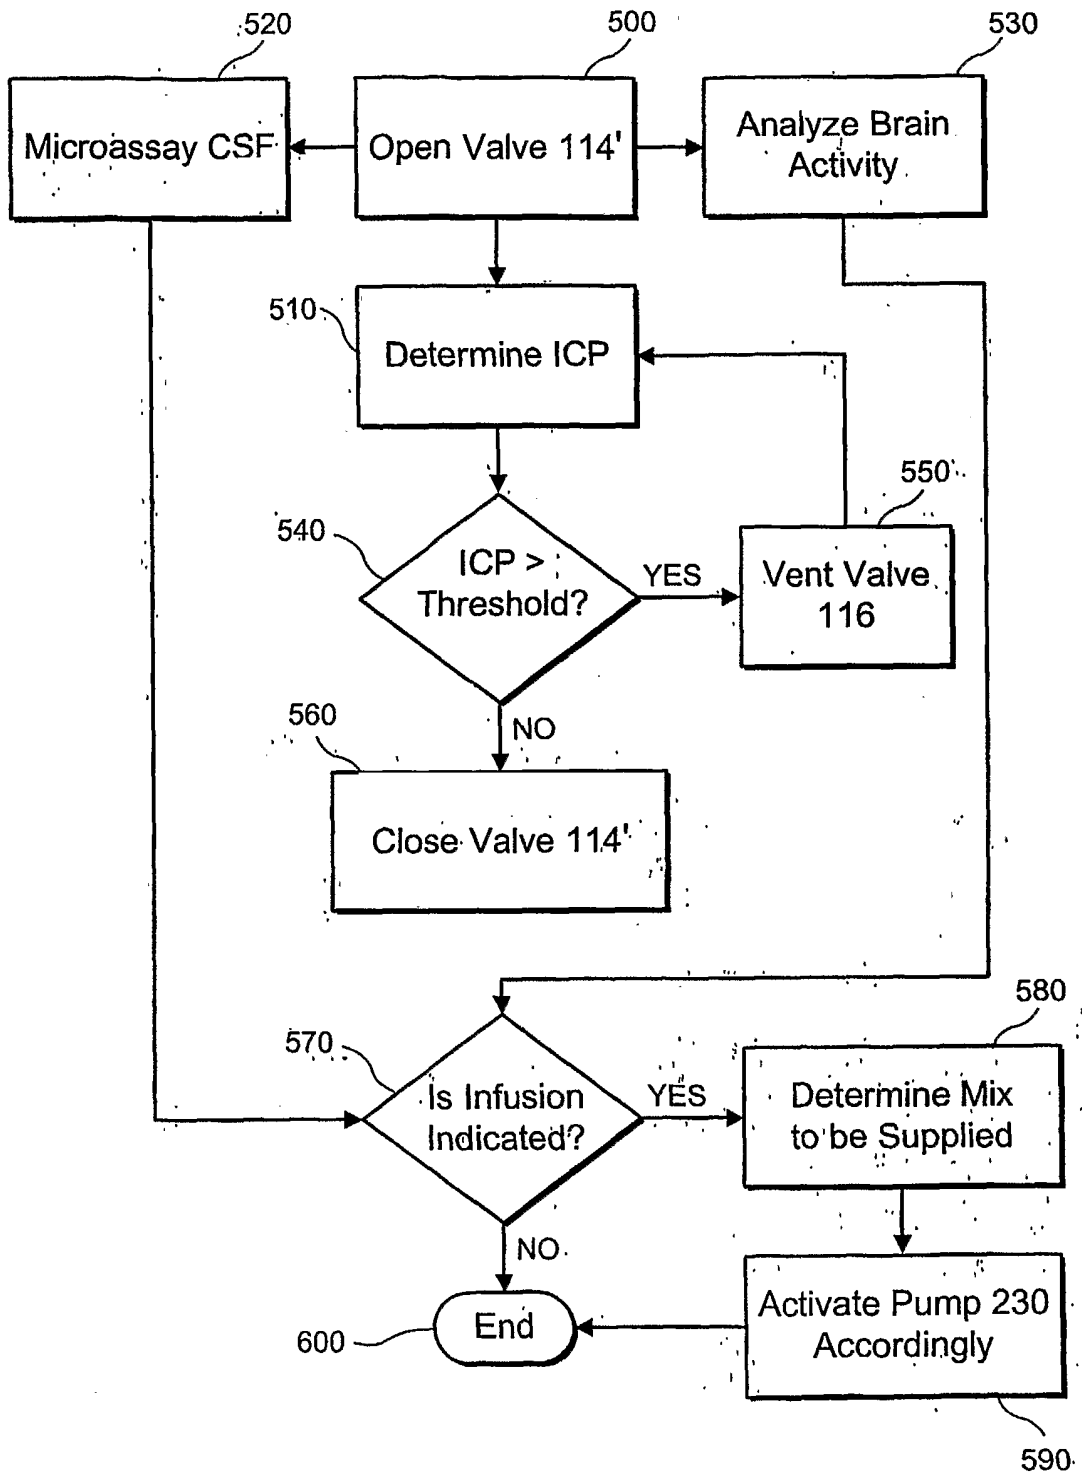 520
500
530
Microassay CSF
Open Valve 114'
Analyze Brain
Activity
510
Determine ICP
550
540
ICP >
Threshold?
YES
Vent Valve
116
560
NO
Close Valve 114'
580
570
Is Infusion
Indicated?
YES
Determine Mix
to be Supplied
NO
600
End
Activate Pump 230
Accordingly
590